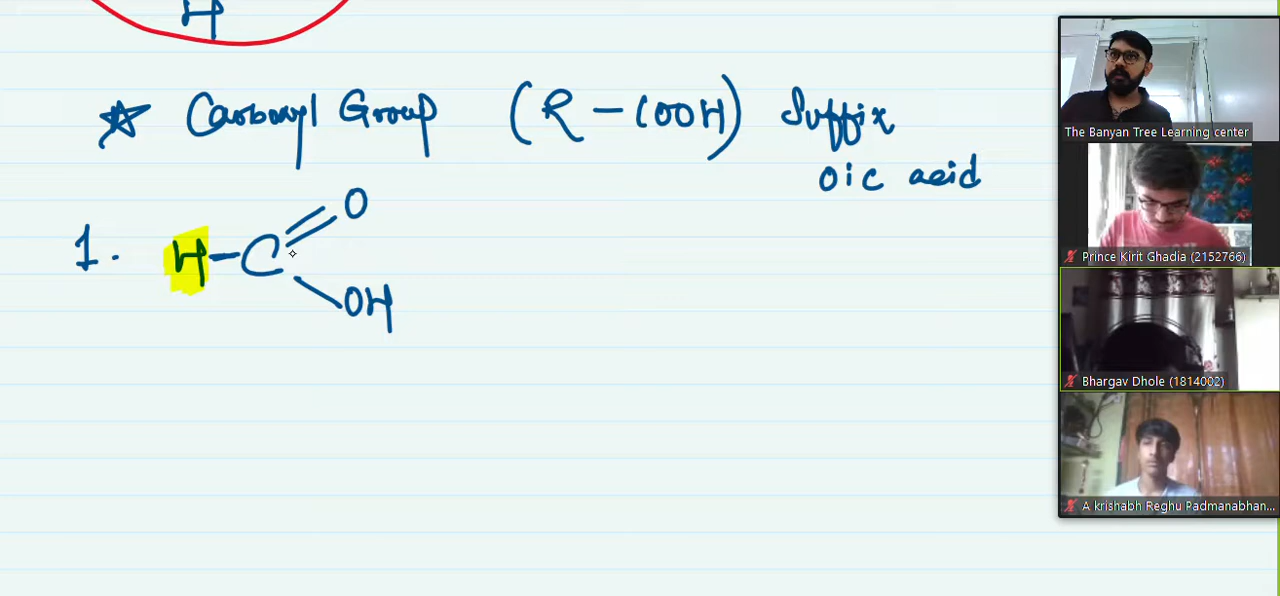 H
☆ Carbonyl Group (R-COOH) Suffix
oic acid
1. H-C=O
OH
The Banyan Tree Learning center
Prince Kirit Ghadia (2152766)
Bhargav Dhole (1814002)
A krishabh Reghu Padmanabhan...